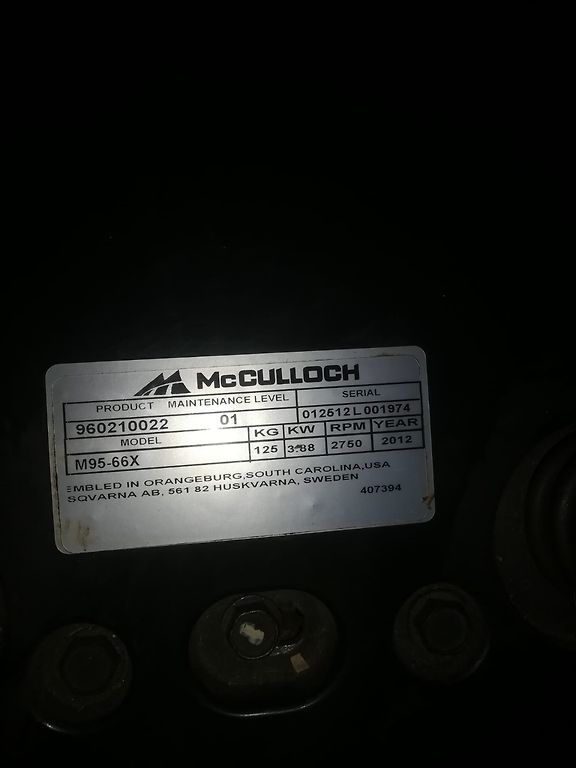 McCULLOCH
PRODUCT MAINTENANCE LEVEL SERIAL
960210022 01 012512L001974
MODEL KG KW RPM YEAR
M95-66X 125 3.88 2750 2012
EMBLED IN ORANGEBURG,SOUTH CAROLINA,USA
SQVARNA AB, 561 82 HUSKVARNA, SWEDEN
407394